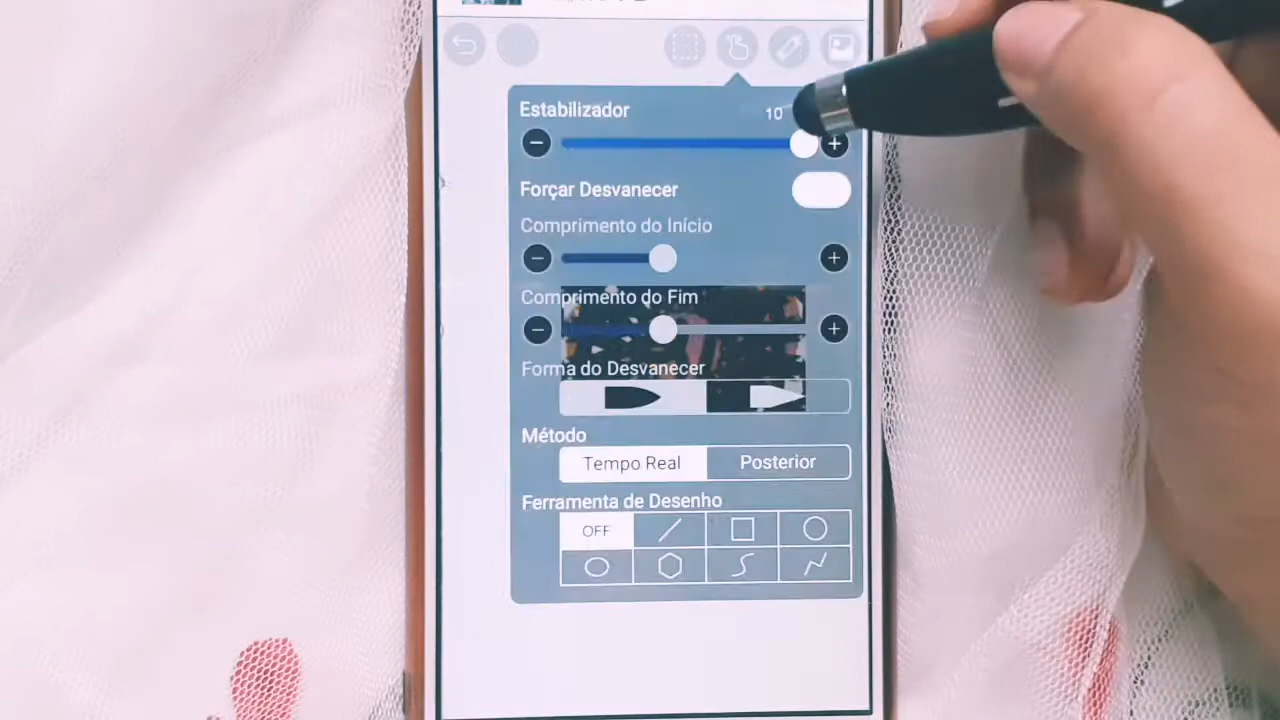 Estabilizador
10
Forçar Desvanecer
Comprimento do Início
Comprimento do Fim
Forma do Desvanecer
Método
Tempo Real Posterior
Ferramenta de Desenho
OFF